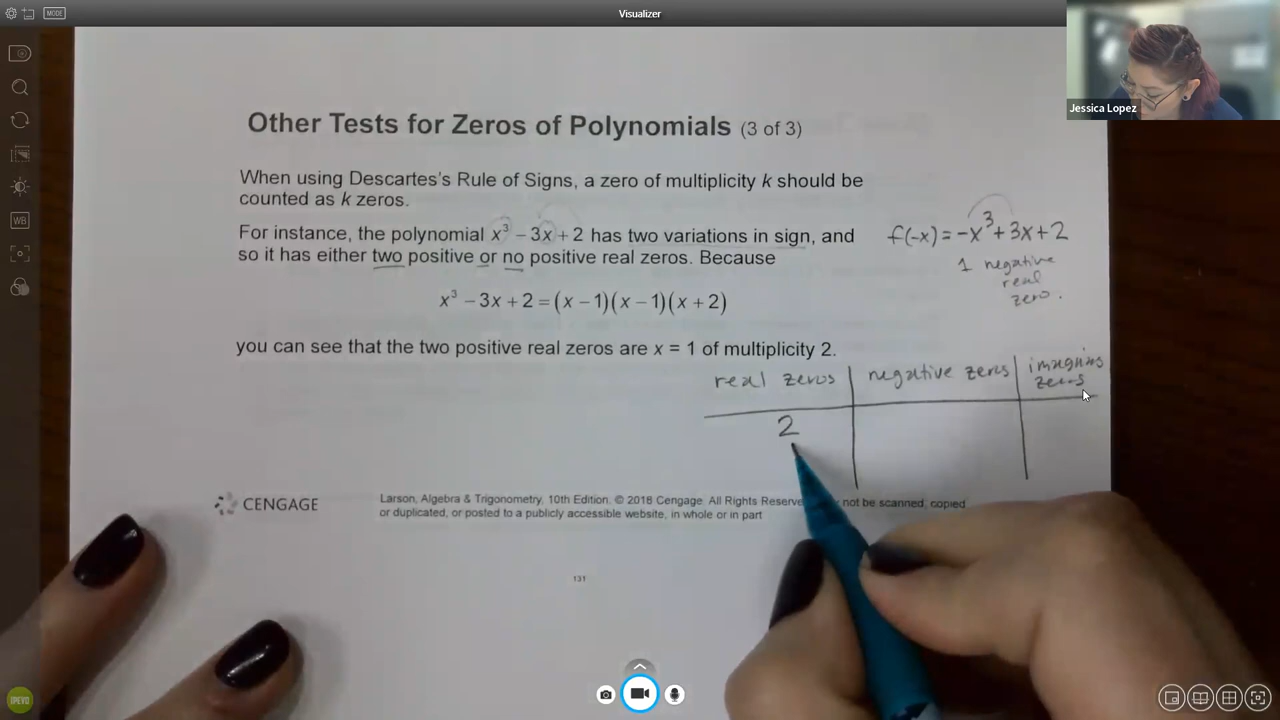 MODE
Visualizer
Jessica Lopez
WB
Other Tests for Zeros of Polynomials (3 of 3)
When using Descartes's Rule of Signs, a zero of multiplicity k should be
counted as k zeros.
For instance, the polynomial x³ − 3x + 2 has two variations in sign, and
so it has either two positive or no positive real zeros. Because
x³ − 3x + 2 = (x − 1)(x − 1)(x + 2)
you can see that the two positive real zeros are x = 1 of multiplicity 2.
f(-x) = -x³ + 3x + 2
1 negative
real
zero.
real zeros
negative zeros
zeros
2
CENGAGE
Larson, Algebra & Trigonometry, 10th Edition. © 2018 Cengage. All Rights not be scanned, copied
or duplicated, or posted to a publicly accessible website, in whole or in part
131
IPEVO